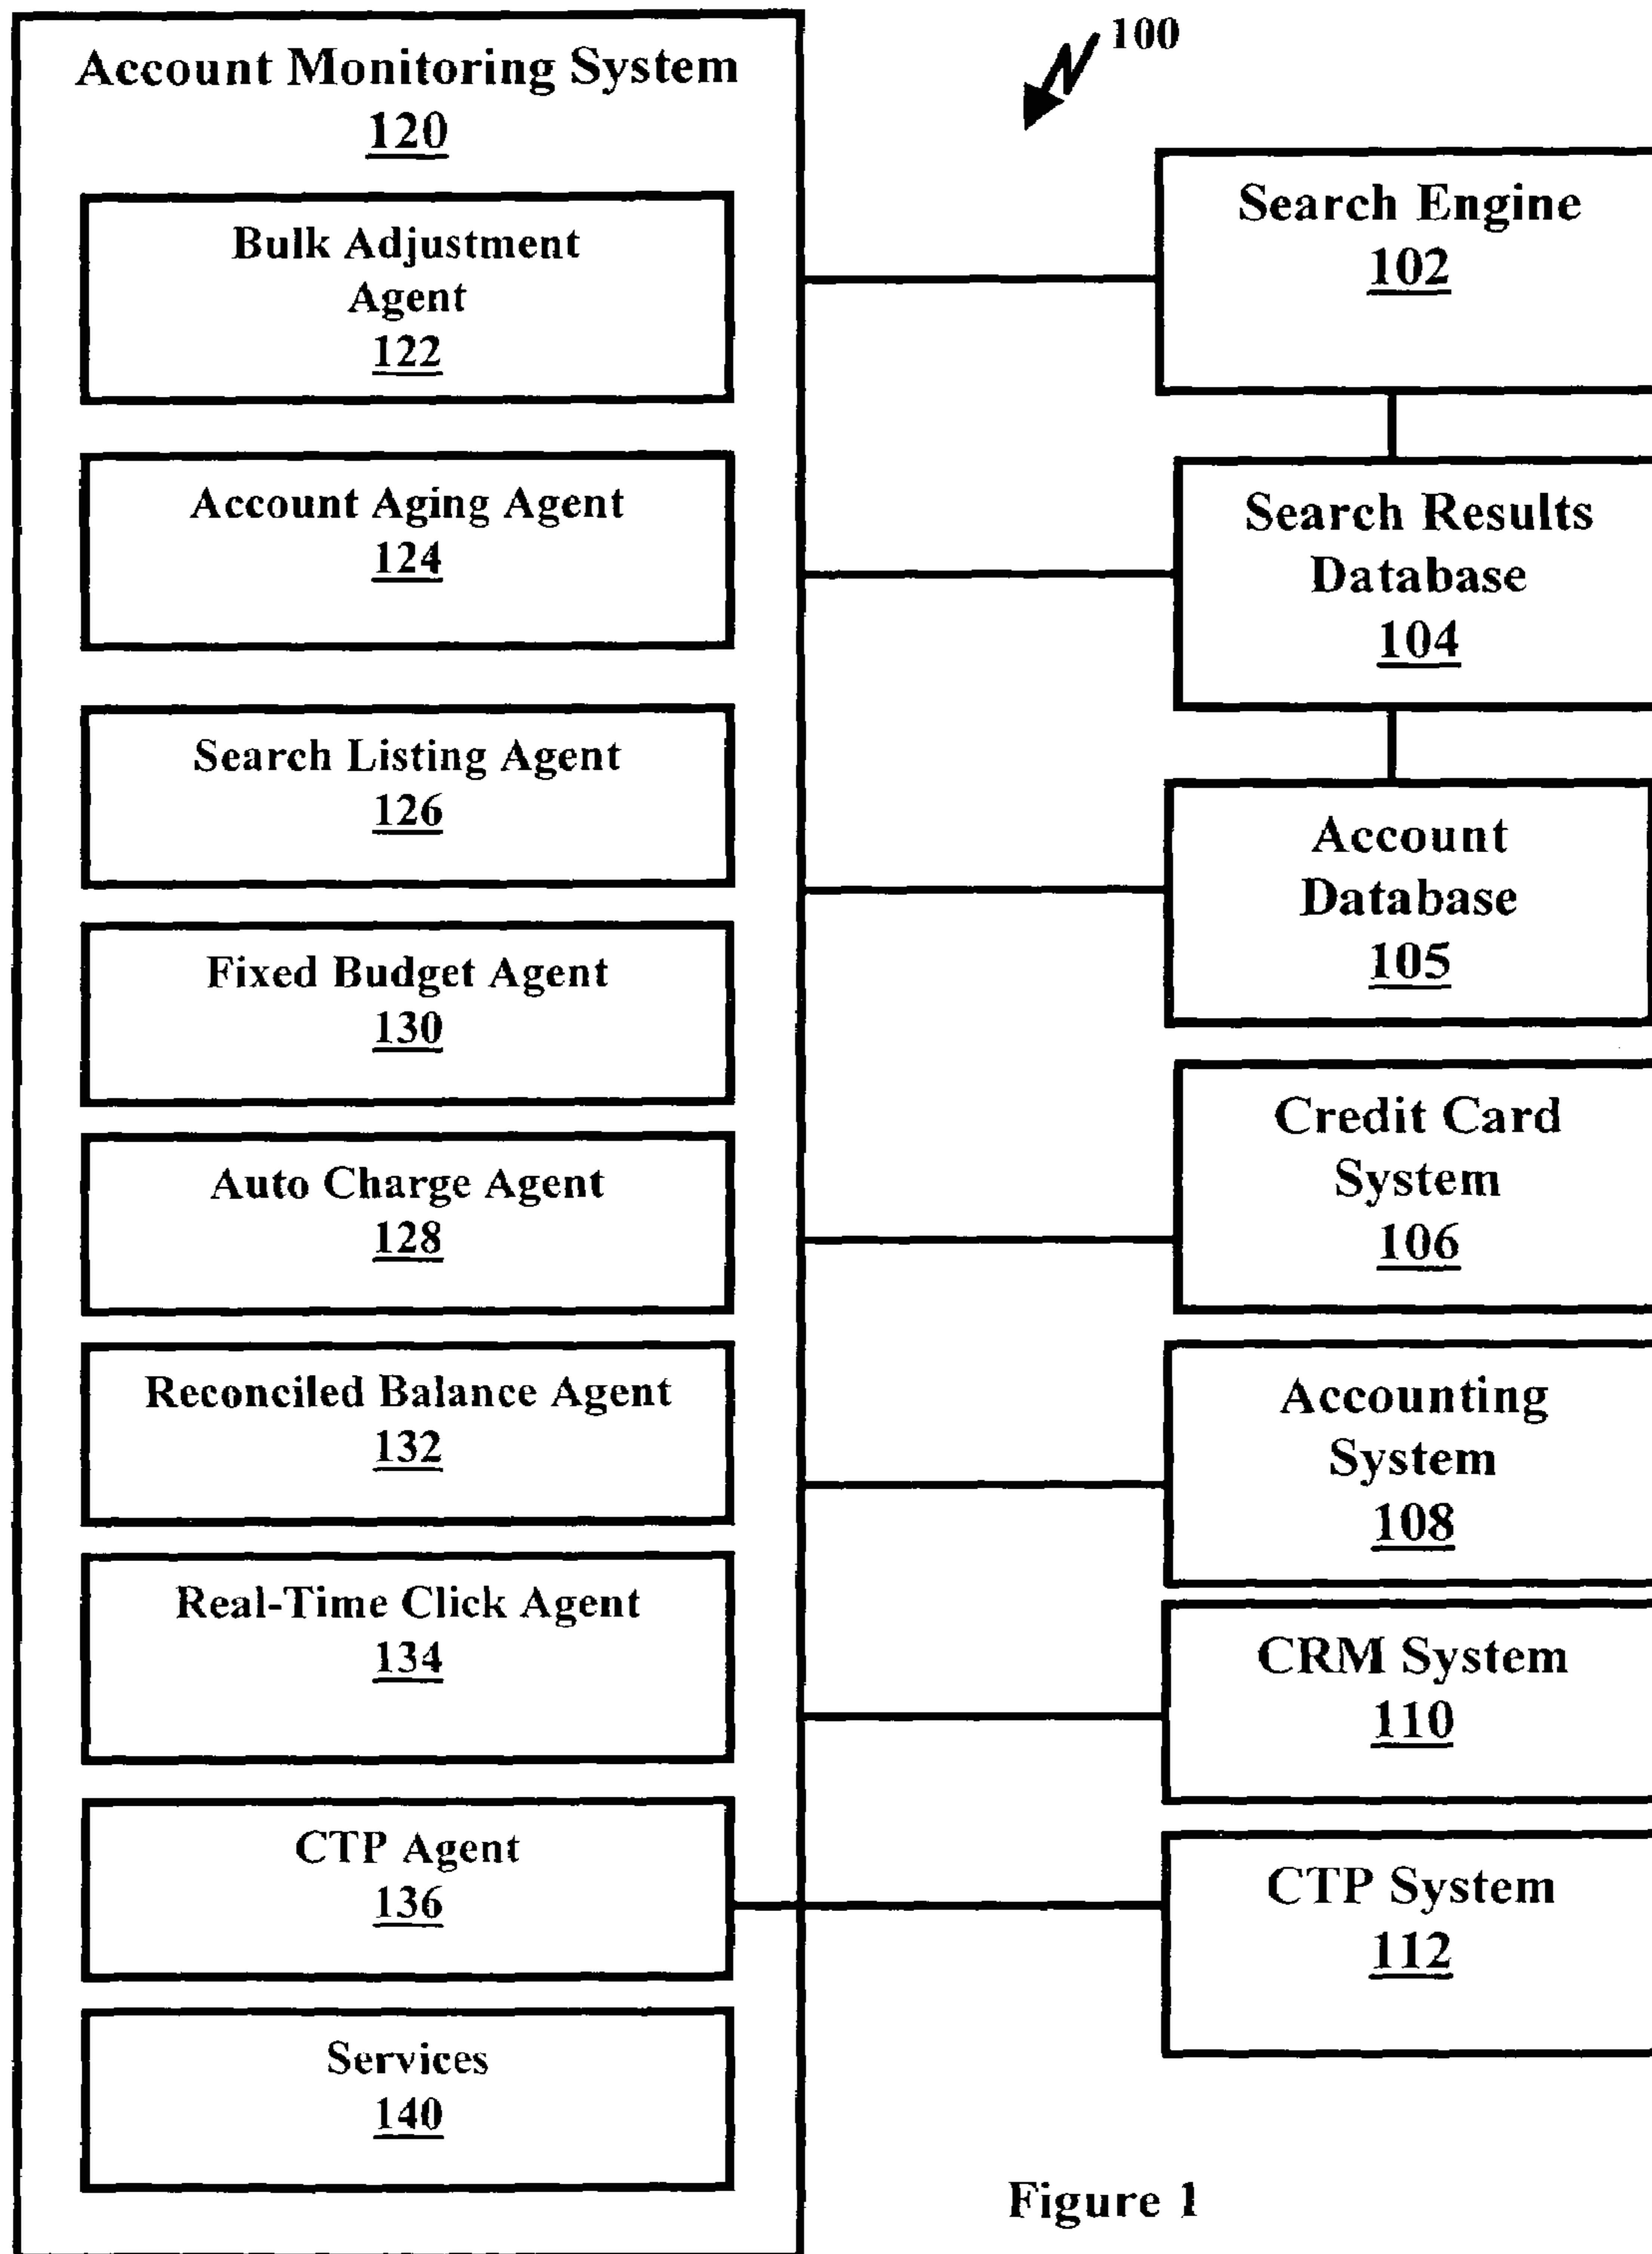 Account Monitoring System
120
Bulk Adjustment
Agent
122
Account Aging Agent
124
Search Listing Agent
126
Fixed Budget Agent
130
Auto Charge Agent
128
Reconciled Balance Agent
132
Real-Time Click Agent
134
CTP Agent
136
Services
140
100
Search Engine
102
Search Results
Database
104
Account
Database
105
Credit Card
System
106
Accounting
System
108
CRM System
110
CTP System
112
Figure 1